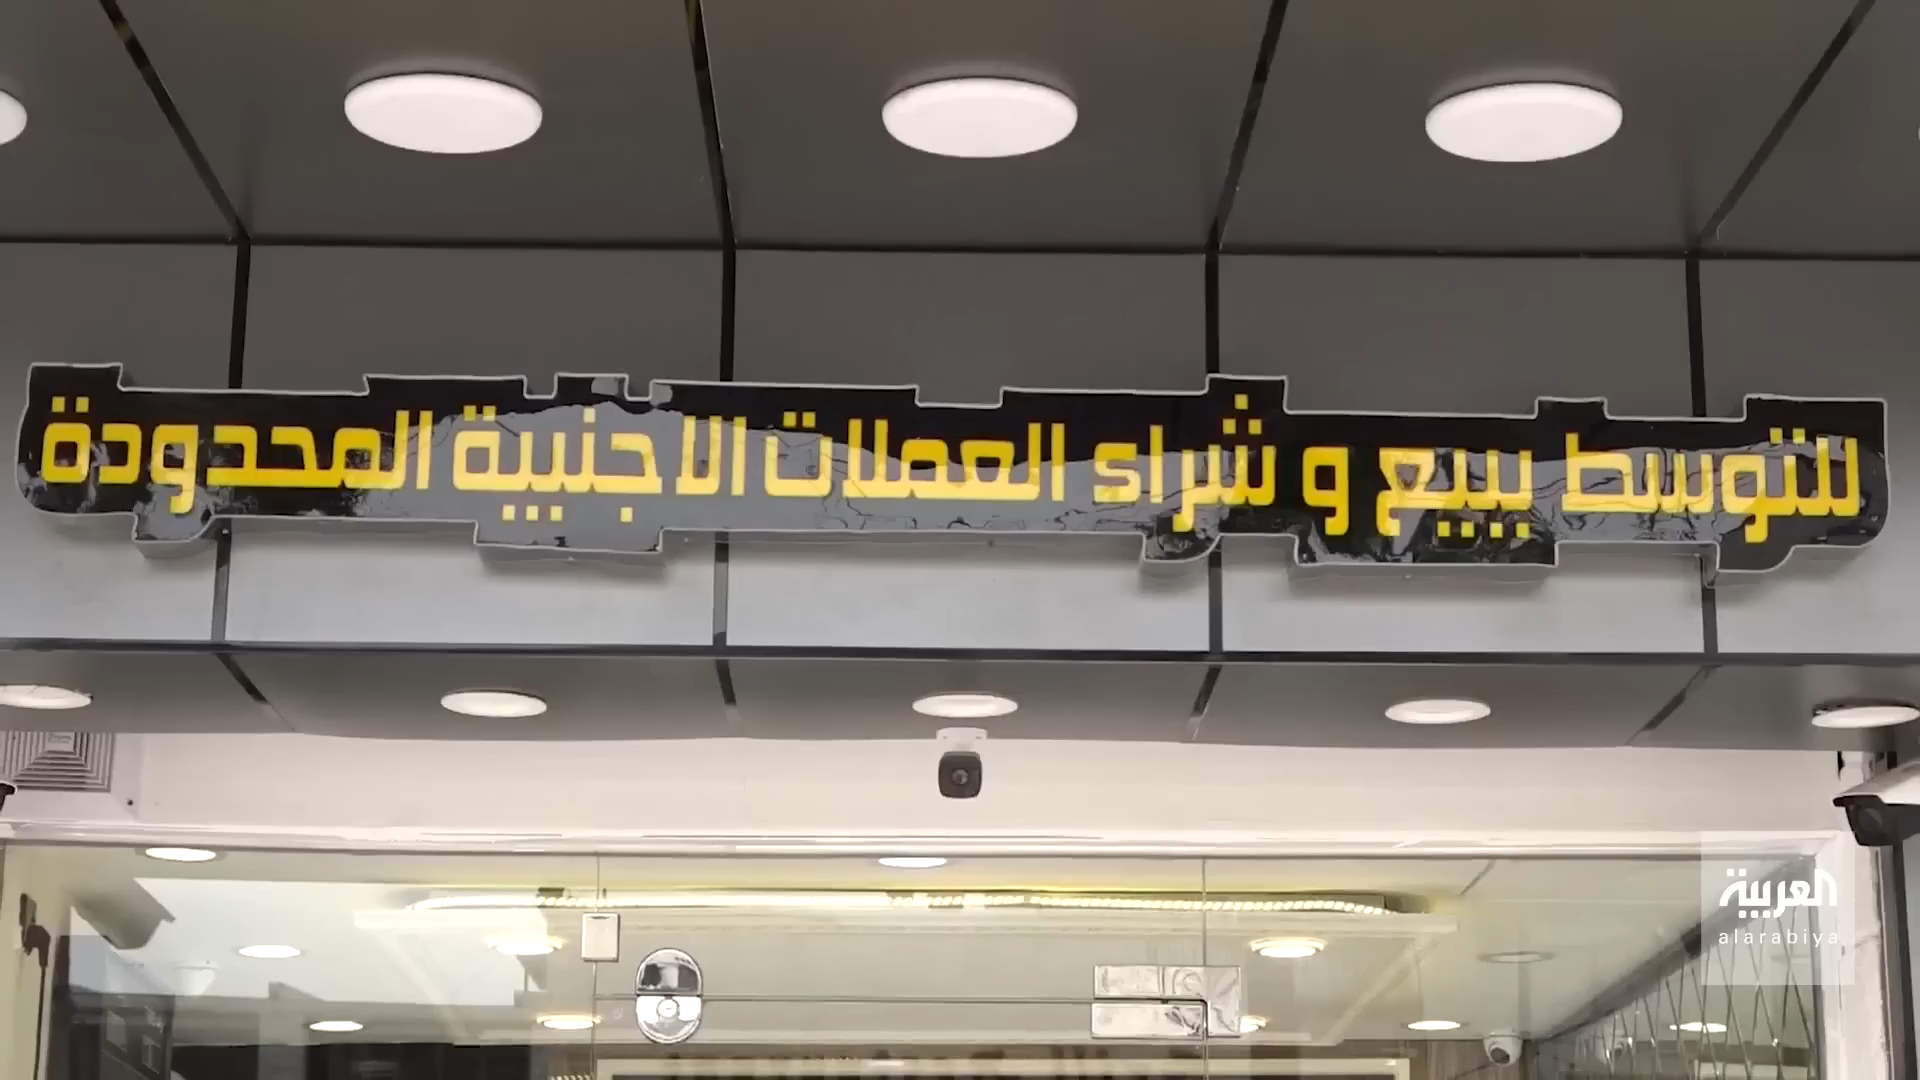 للتوسط ببيع و شراء العملات الاجنبية المحدودة
العربية
alarabiya